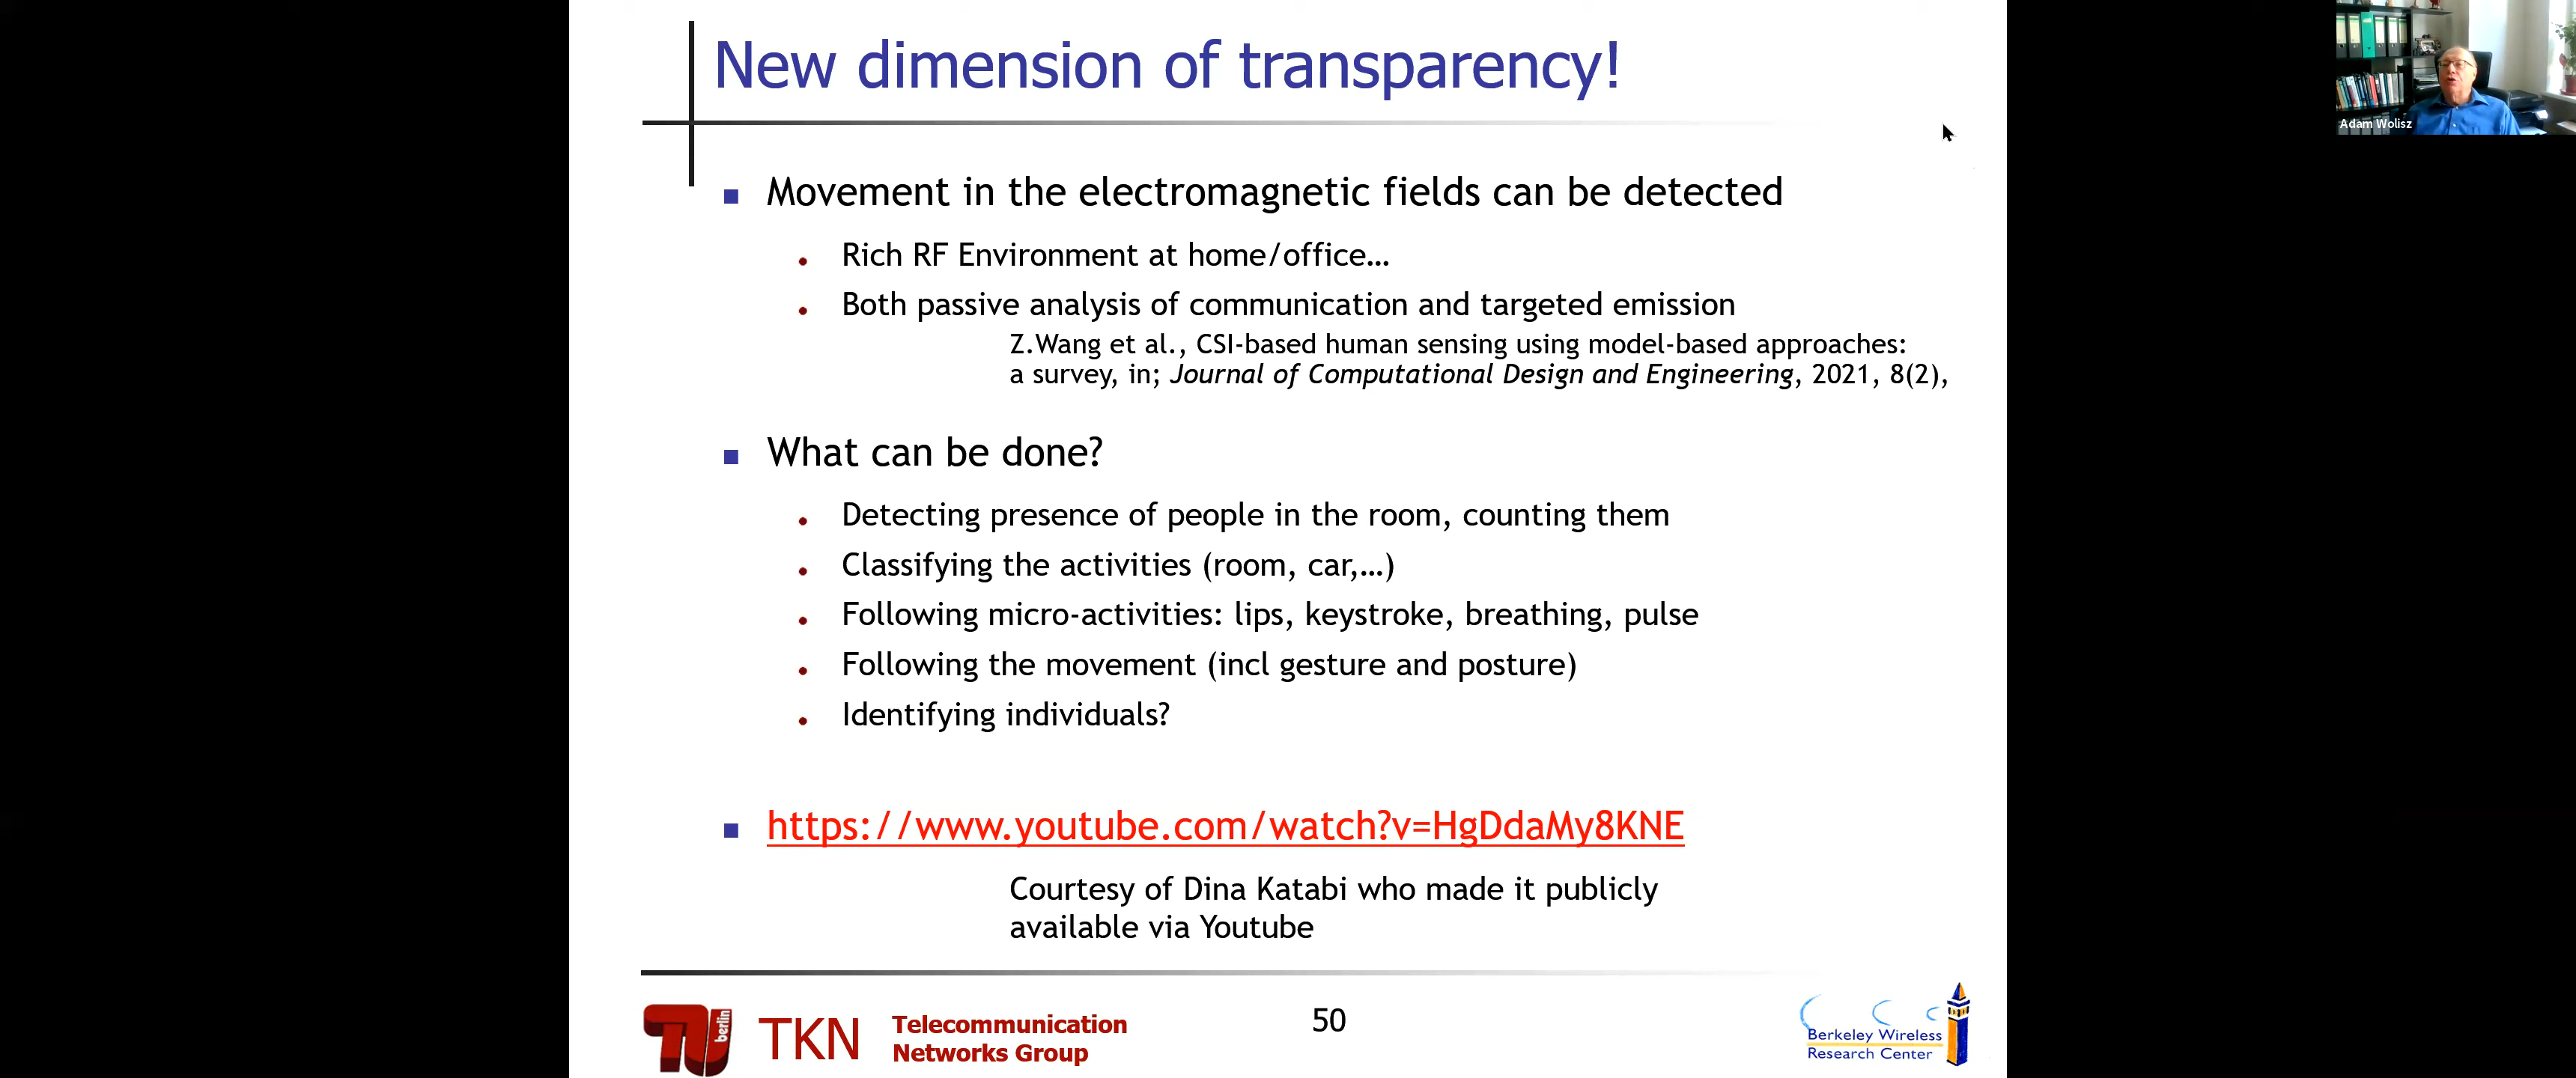 New dimension of transparency!
Adam Wolisz
Movement in the electromagnetic fields can be detected
Rich RF Environment at home/office…
Both passive analysis of communication and targeted emission
Z.Wang et al., CSI-based human sensing using model-based approaches:
a survey, in; Journal of Computational Design and Engineering, 2021, 8(2),
What can be done?
Detecting presence of people in the room, counting them
Classifying the activities (room, car,…)
Following micro-activities: lips, keystroke, breathing, pulse
Following the movement (incl gesture and posture)
Identifying individuals?
https://www.youtube.com/watch?v=HgDdaMy8KNE
Courtesy of Dina Katabi who made it publicly
available via Youtube
TU berlin
TKN
Telecommunication
Networks Group
50
Berkeley Wireless
Research Center